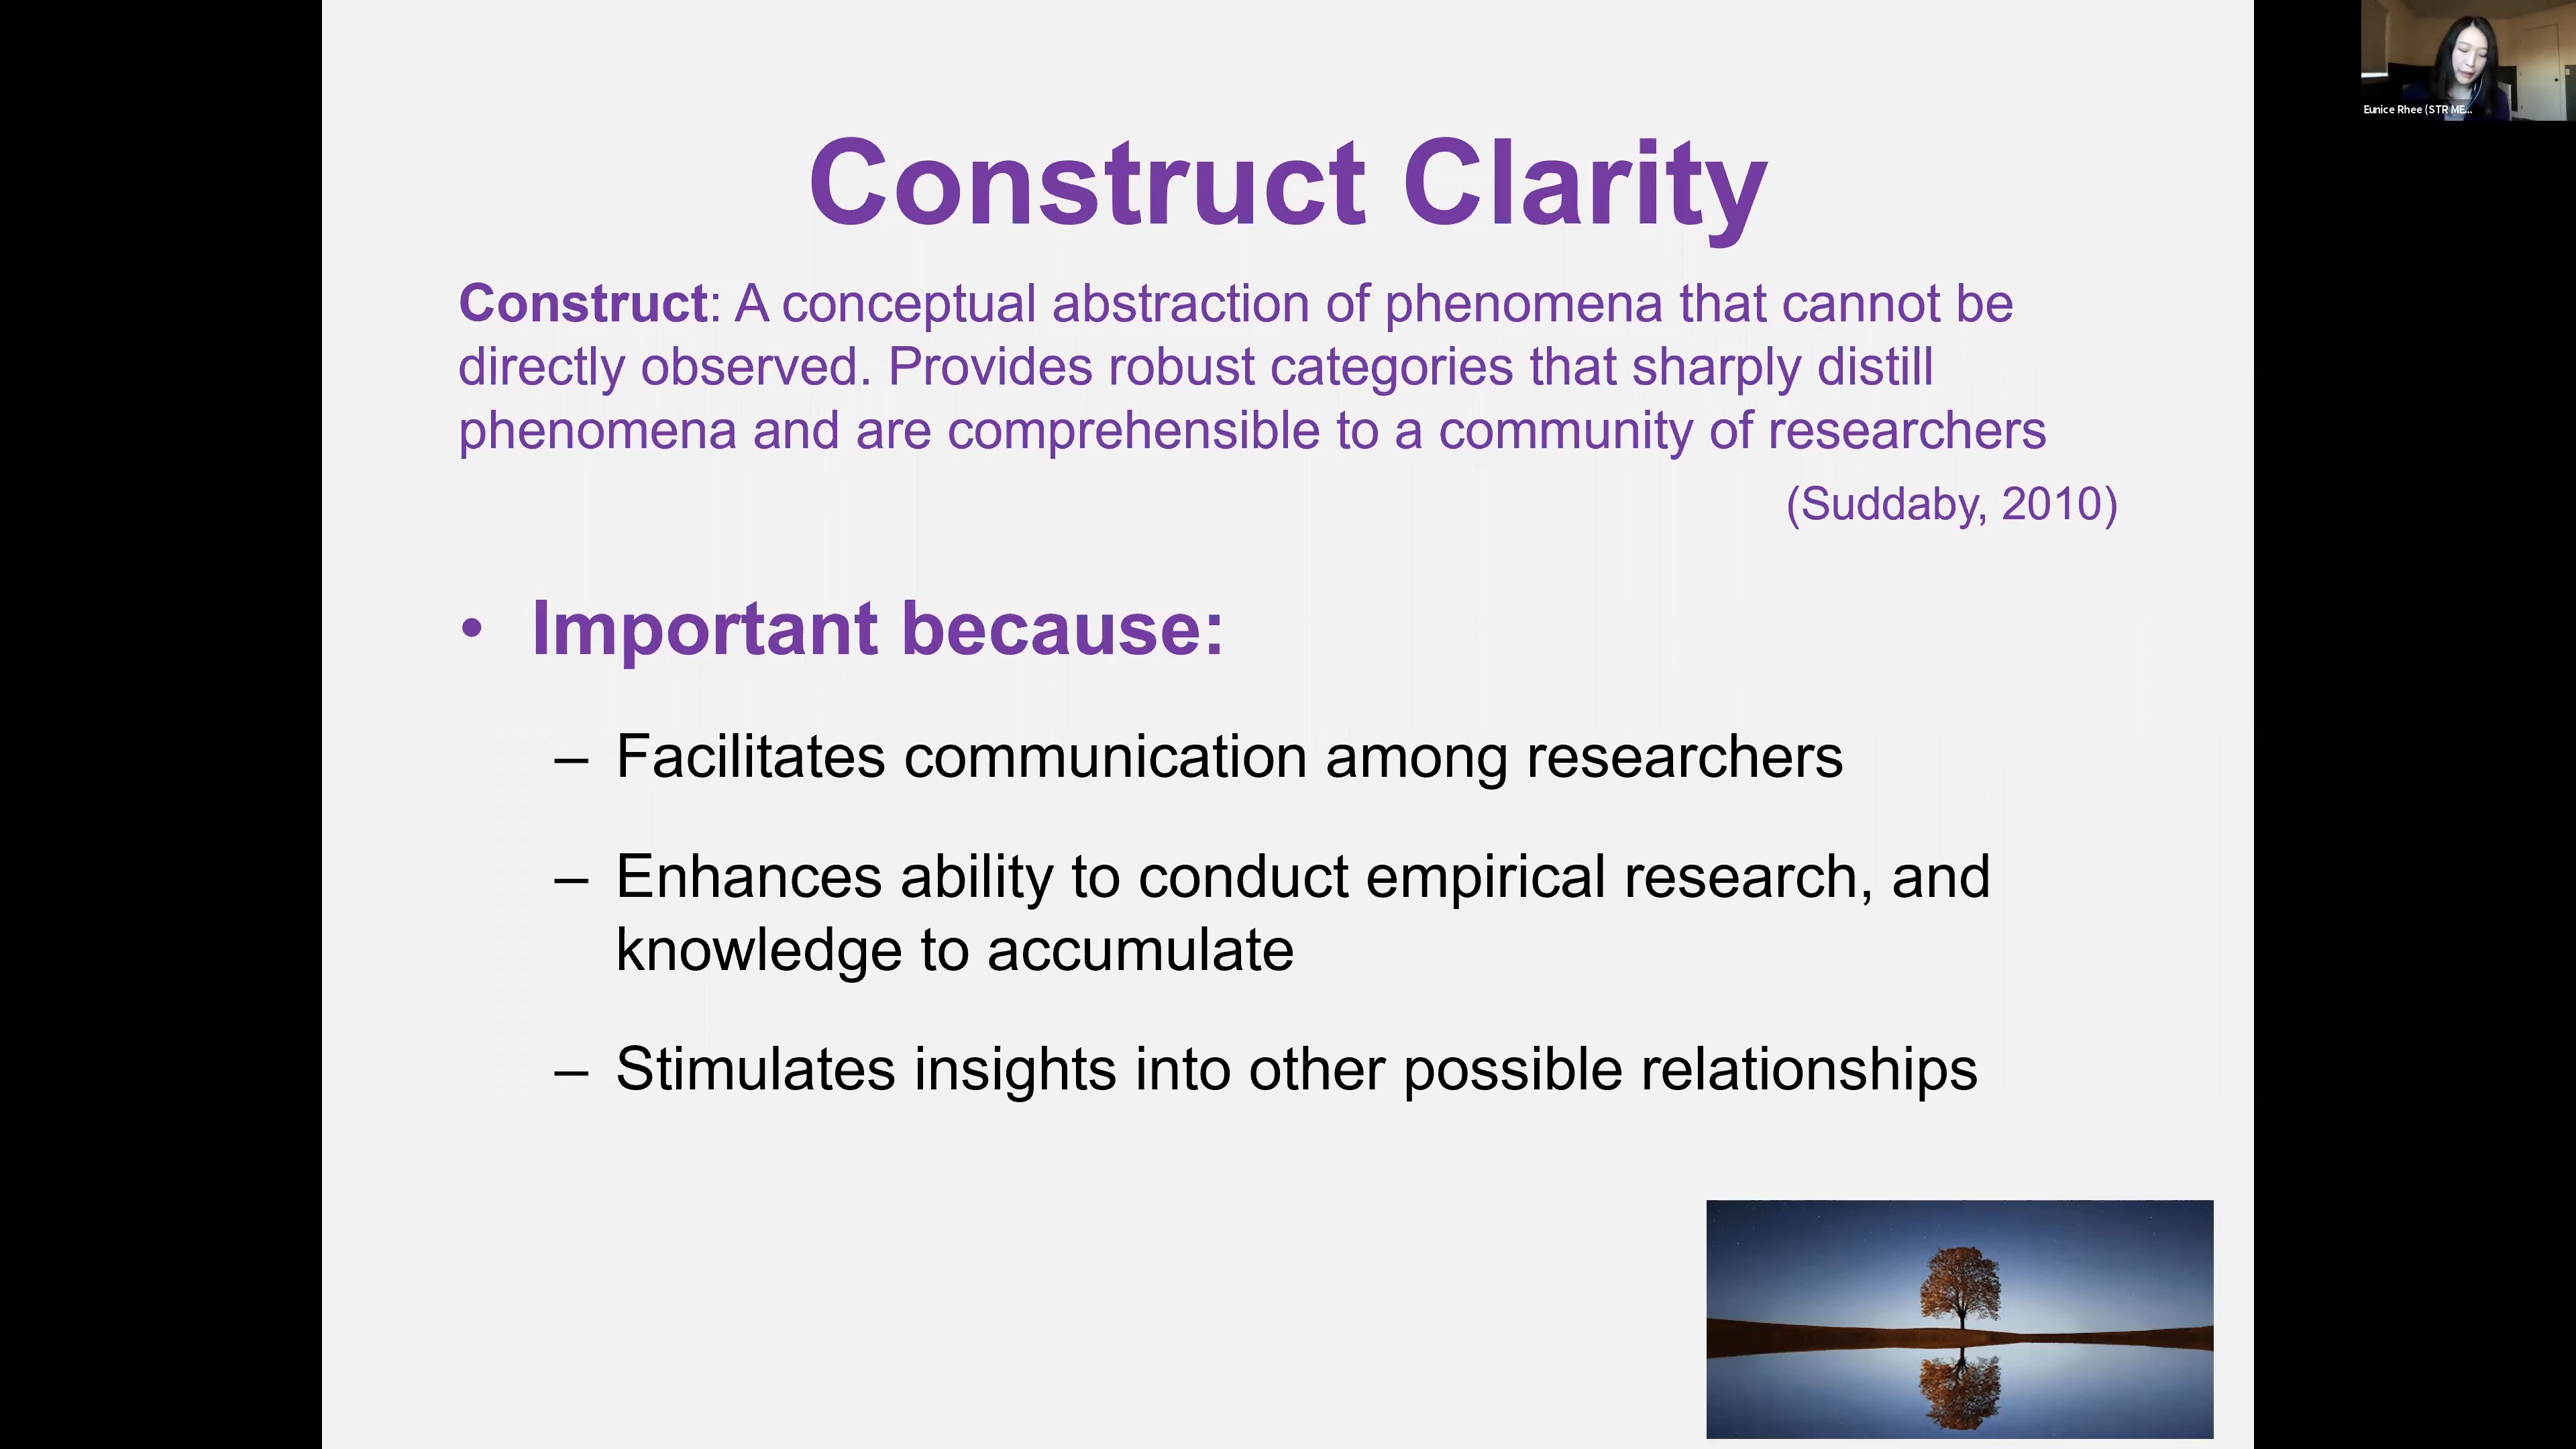 Construct Clarity
Construct: A conceptual abstraction of phenomena that cannot be
directly observed. Provides robust categories that sharply distill
phenomena and are comprehensible to a community of researchers
(Suddaby, 2010)
• Important because:
– Facilitates communication among researchers
– Enhances ability to conduct empirical research, and
knowledge to accumulate
– Stimulates insights into other possible relationships
Eunice Rhee (STR ME...